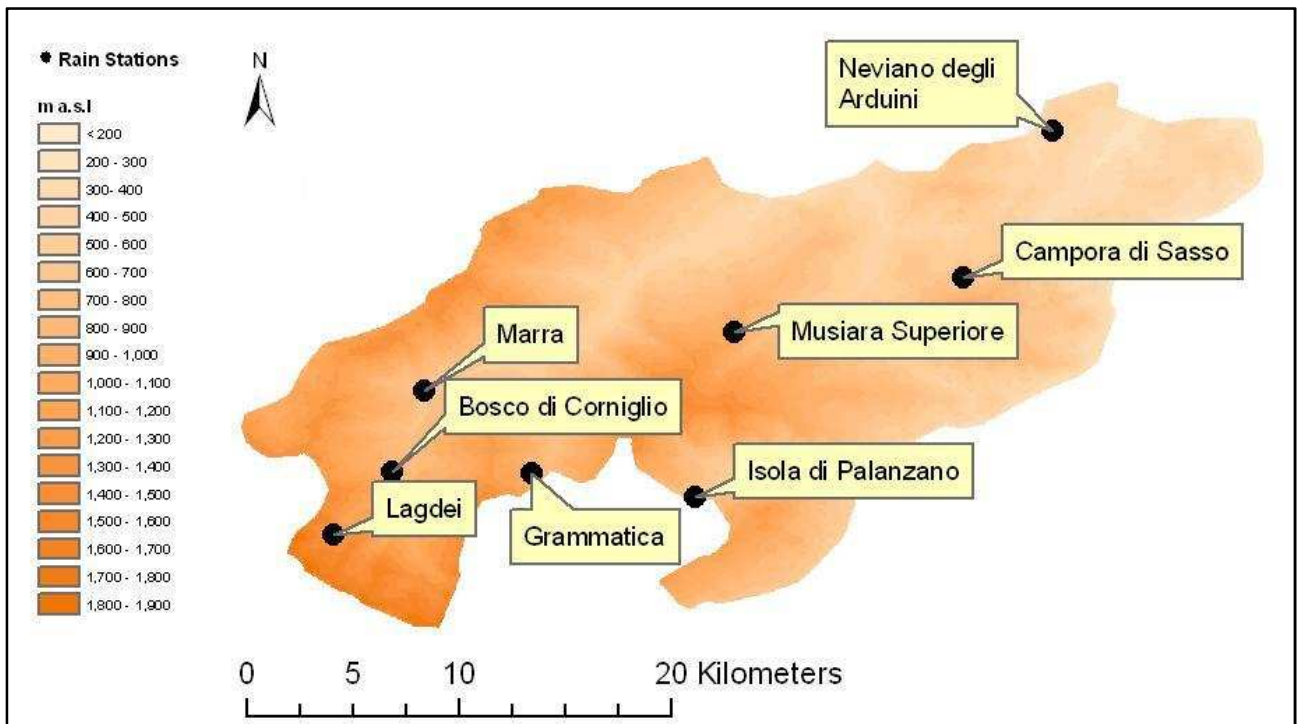 Rain Stations
N
m a.s.l
< 200
200 - 300
300- 400
400 - 500
500 - 600
600 - 700
700 - 800
800 - 900
900 - 1,000
1,000 - 1,100
1,100 - 1,200
1,200 - 1,300
1,300 - 1,400
1,400 - 1,500
1,500 - 1,600
1,600 - 1,700
1,700 - 1,800
1,800 - 1,900
Neviano degli
Arduini
Campora di Sasso
Musiara Superiore
Marra
Bosco di Corniglio
Isola di Palanzano
Lagdei
Grammatica
0 5 10 20 Kilometers